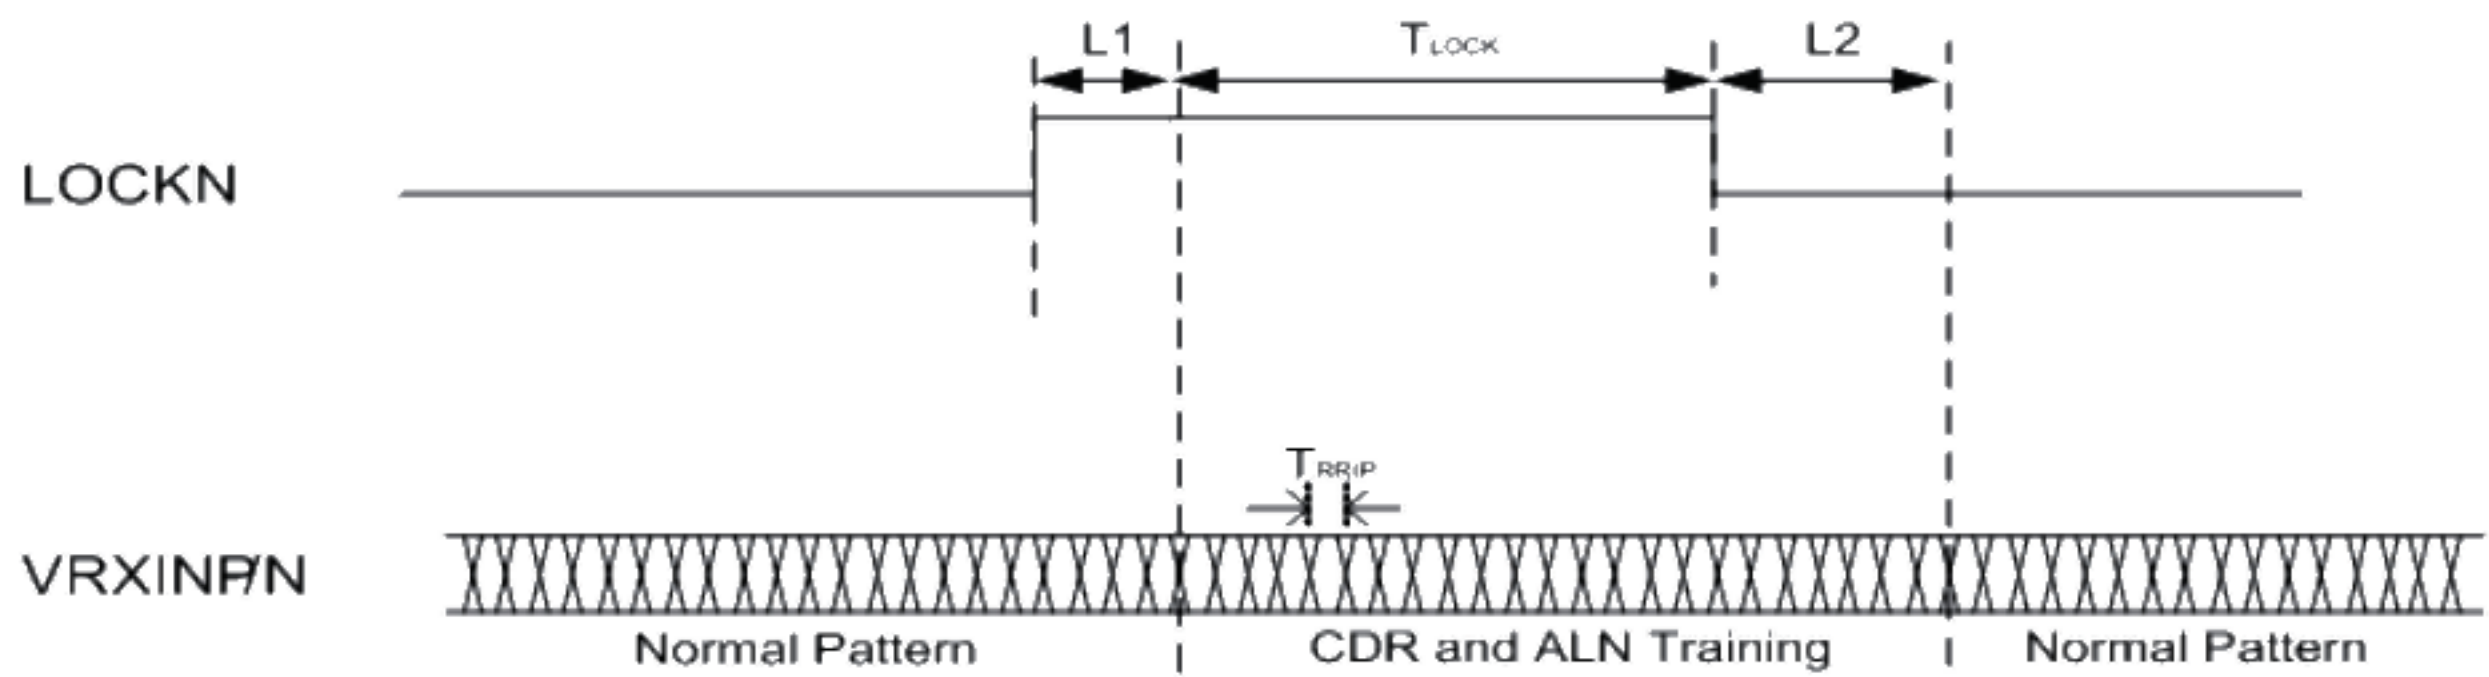 L1 TLOCK L2
LOCKN
TRRIP
VRXINP/N
Normal Pattern CDR and ALN Training Normal Pattern